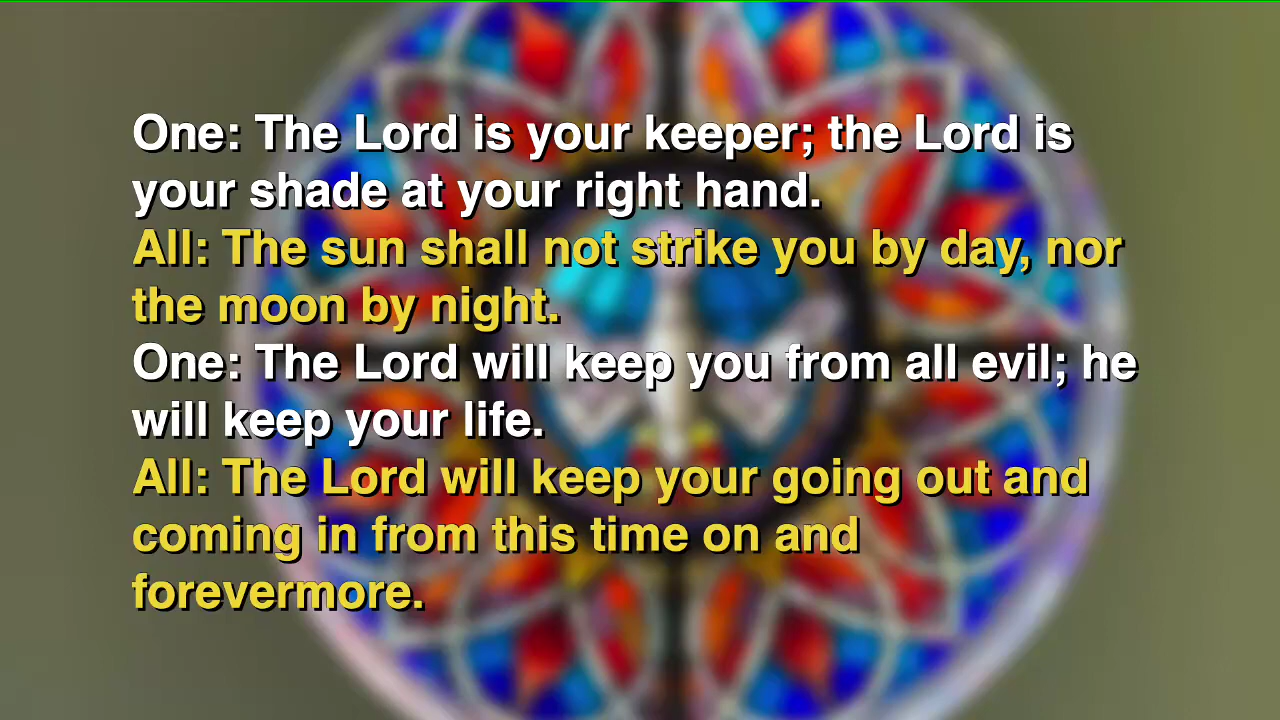 One: The Lord is your keeper; the Lord is
your shade at your right hand.
All: The sun shall not strike you by day, nor
the moon by night.
One: The Lord will keep you from all evil; he
will keep your life.
All: The Lord will keep your going out and
coming in from this time on and
forevermore.